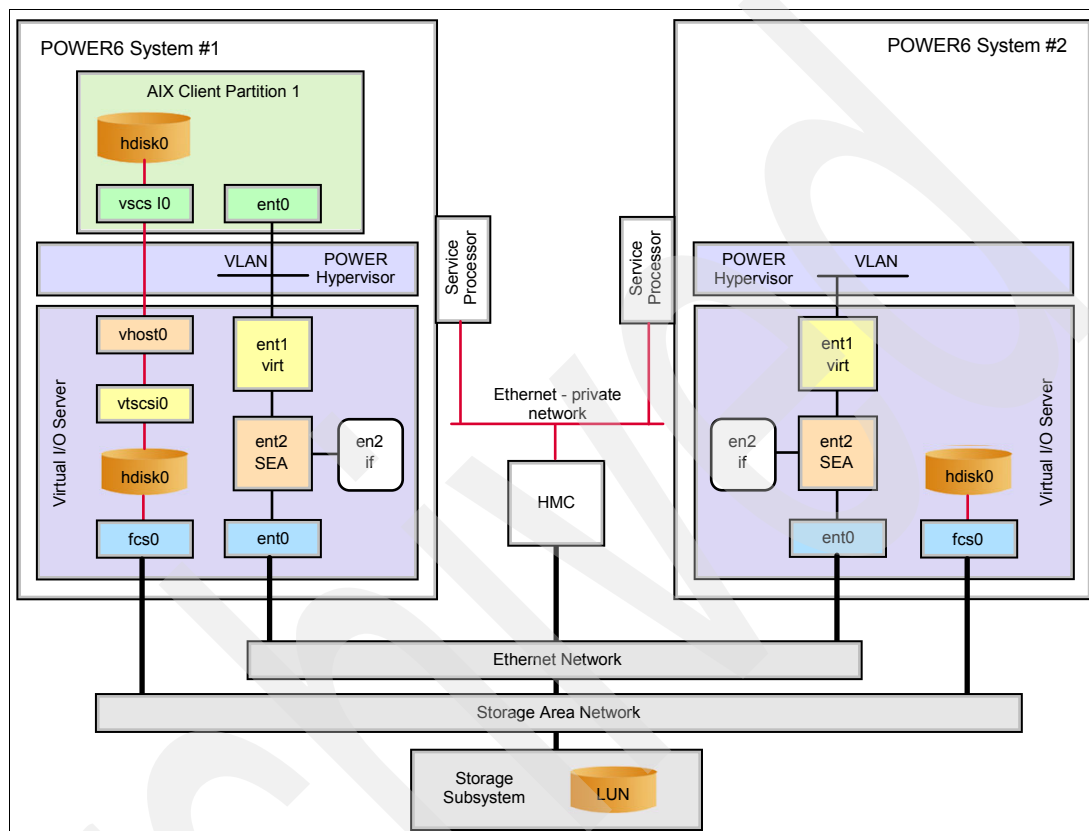 POWER6 System #1
AIX Client Partition 1
hdisk0
vscs I0
ent0
VLAN
POWER
Hypervisor
vhost0
vtscsi0
hdisk0
fcs0
ent1
virt
ent2
SEA
en2
if
ent0
Virtual I/O Server
Service
Processor
Service
Processor
Ethernet - private
network
HMC
POWER6 System #2
POWER
Hypervisor
VLAN
ent1
virt
en2
if
ent2
SEA
ent0
hdisk0
fcs0
Virtual I/O Server
Ethernet Network
Storage Area Network
Storage
Subsystem
LUN